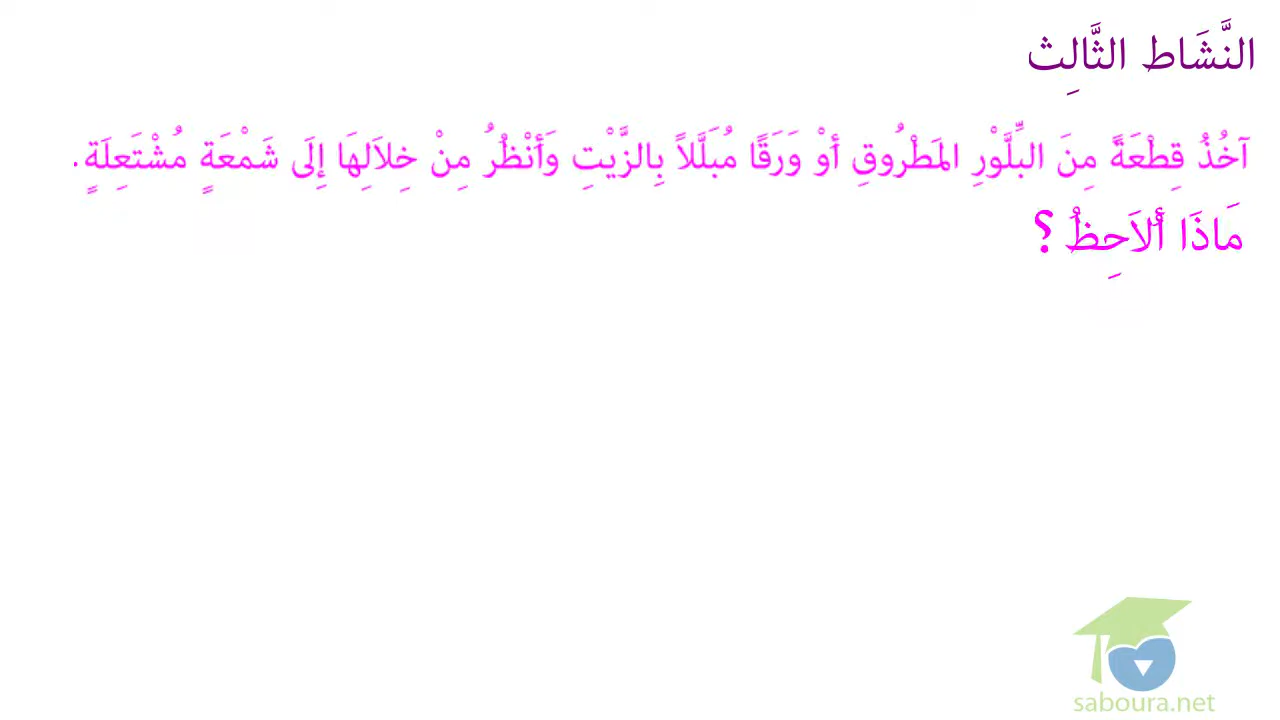 النَّشَاط الثَّالِث
آخُذُ قِطْعَةً مِنَ البِلَّوْرِ المَطْرُوقِ أَوْ وَرَقًا مُبَلَّلاً بِالزَّيْتِ وَأَنْظُرُ مِنْ خِلاَلِهَا إِلَى شَمْعَةٍ مُشْتَعِلَةٍ.
مَاذَا أُلاَحِظُ ؟
saboura.net